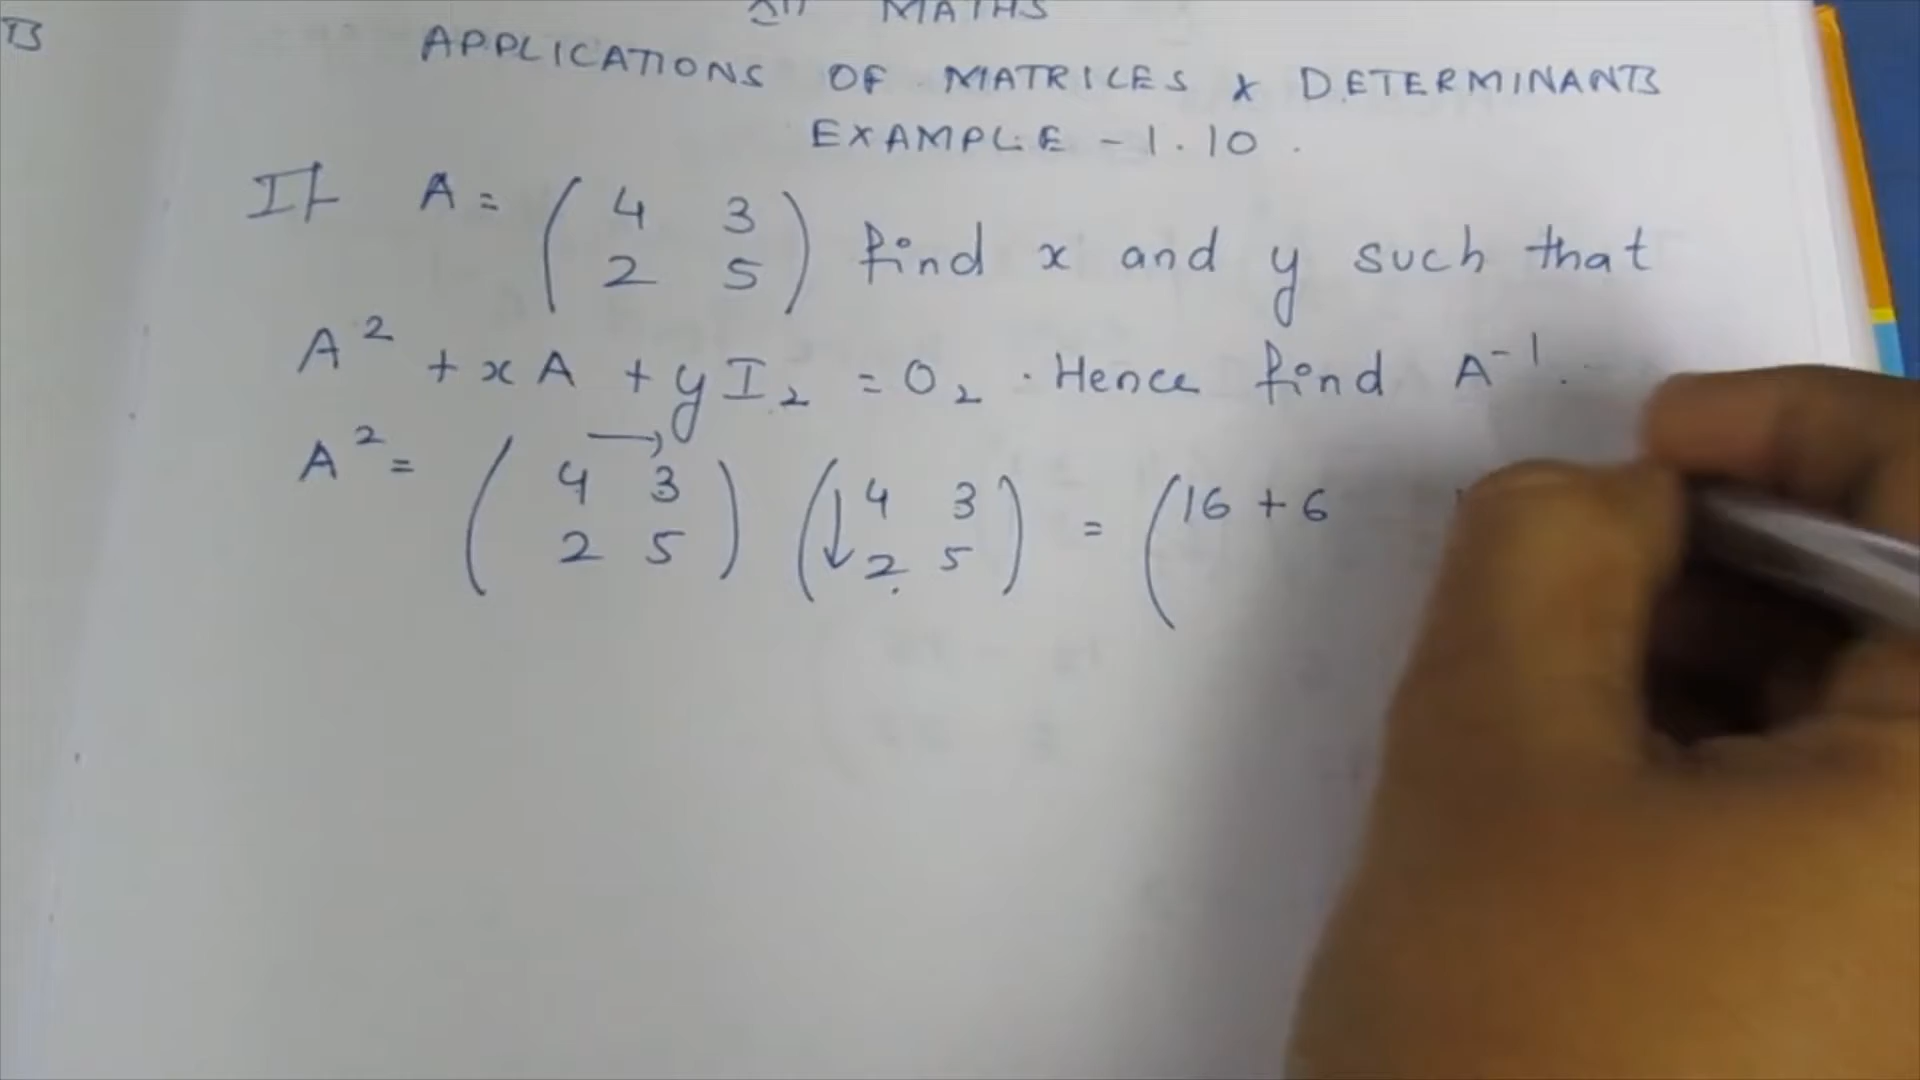 B
MATHS
APPLICATIONS OF MATRICES & DETERMINANTS
EXAMPLE - 1.10.
If A = ( 4 3 ) find x and y such that
( 2 5 )
A² + xA + yI₂ = O₂. Hence find A⁻¹.
A² = ( 4 3 ) ( 4 3 ) = ( 16 + 6
( 2 5 ) ( 2 5 )